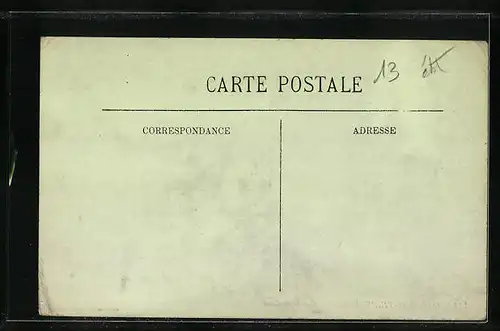 13
CARTE POSTALE
CORRESPONDANCE ADRESSE